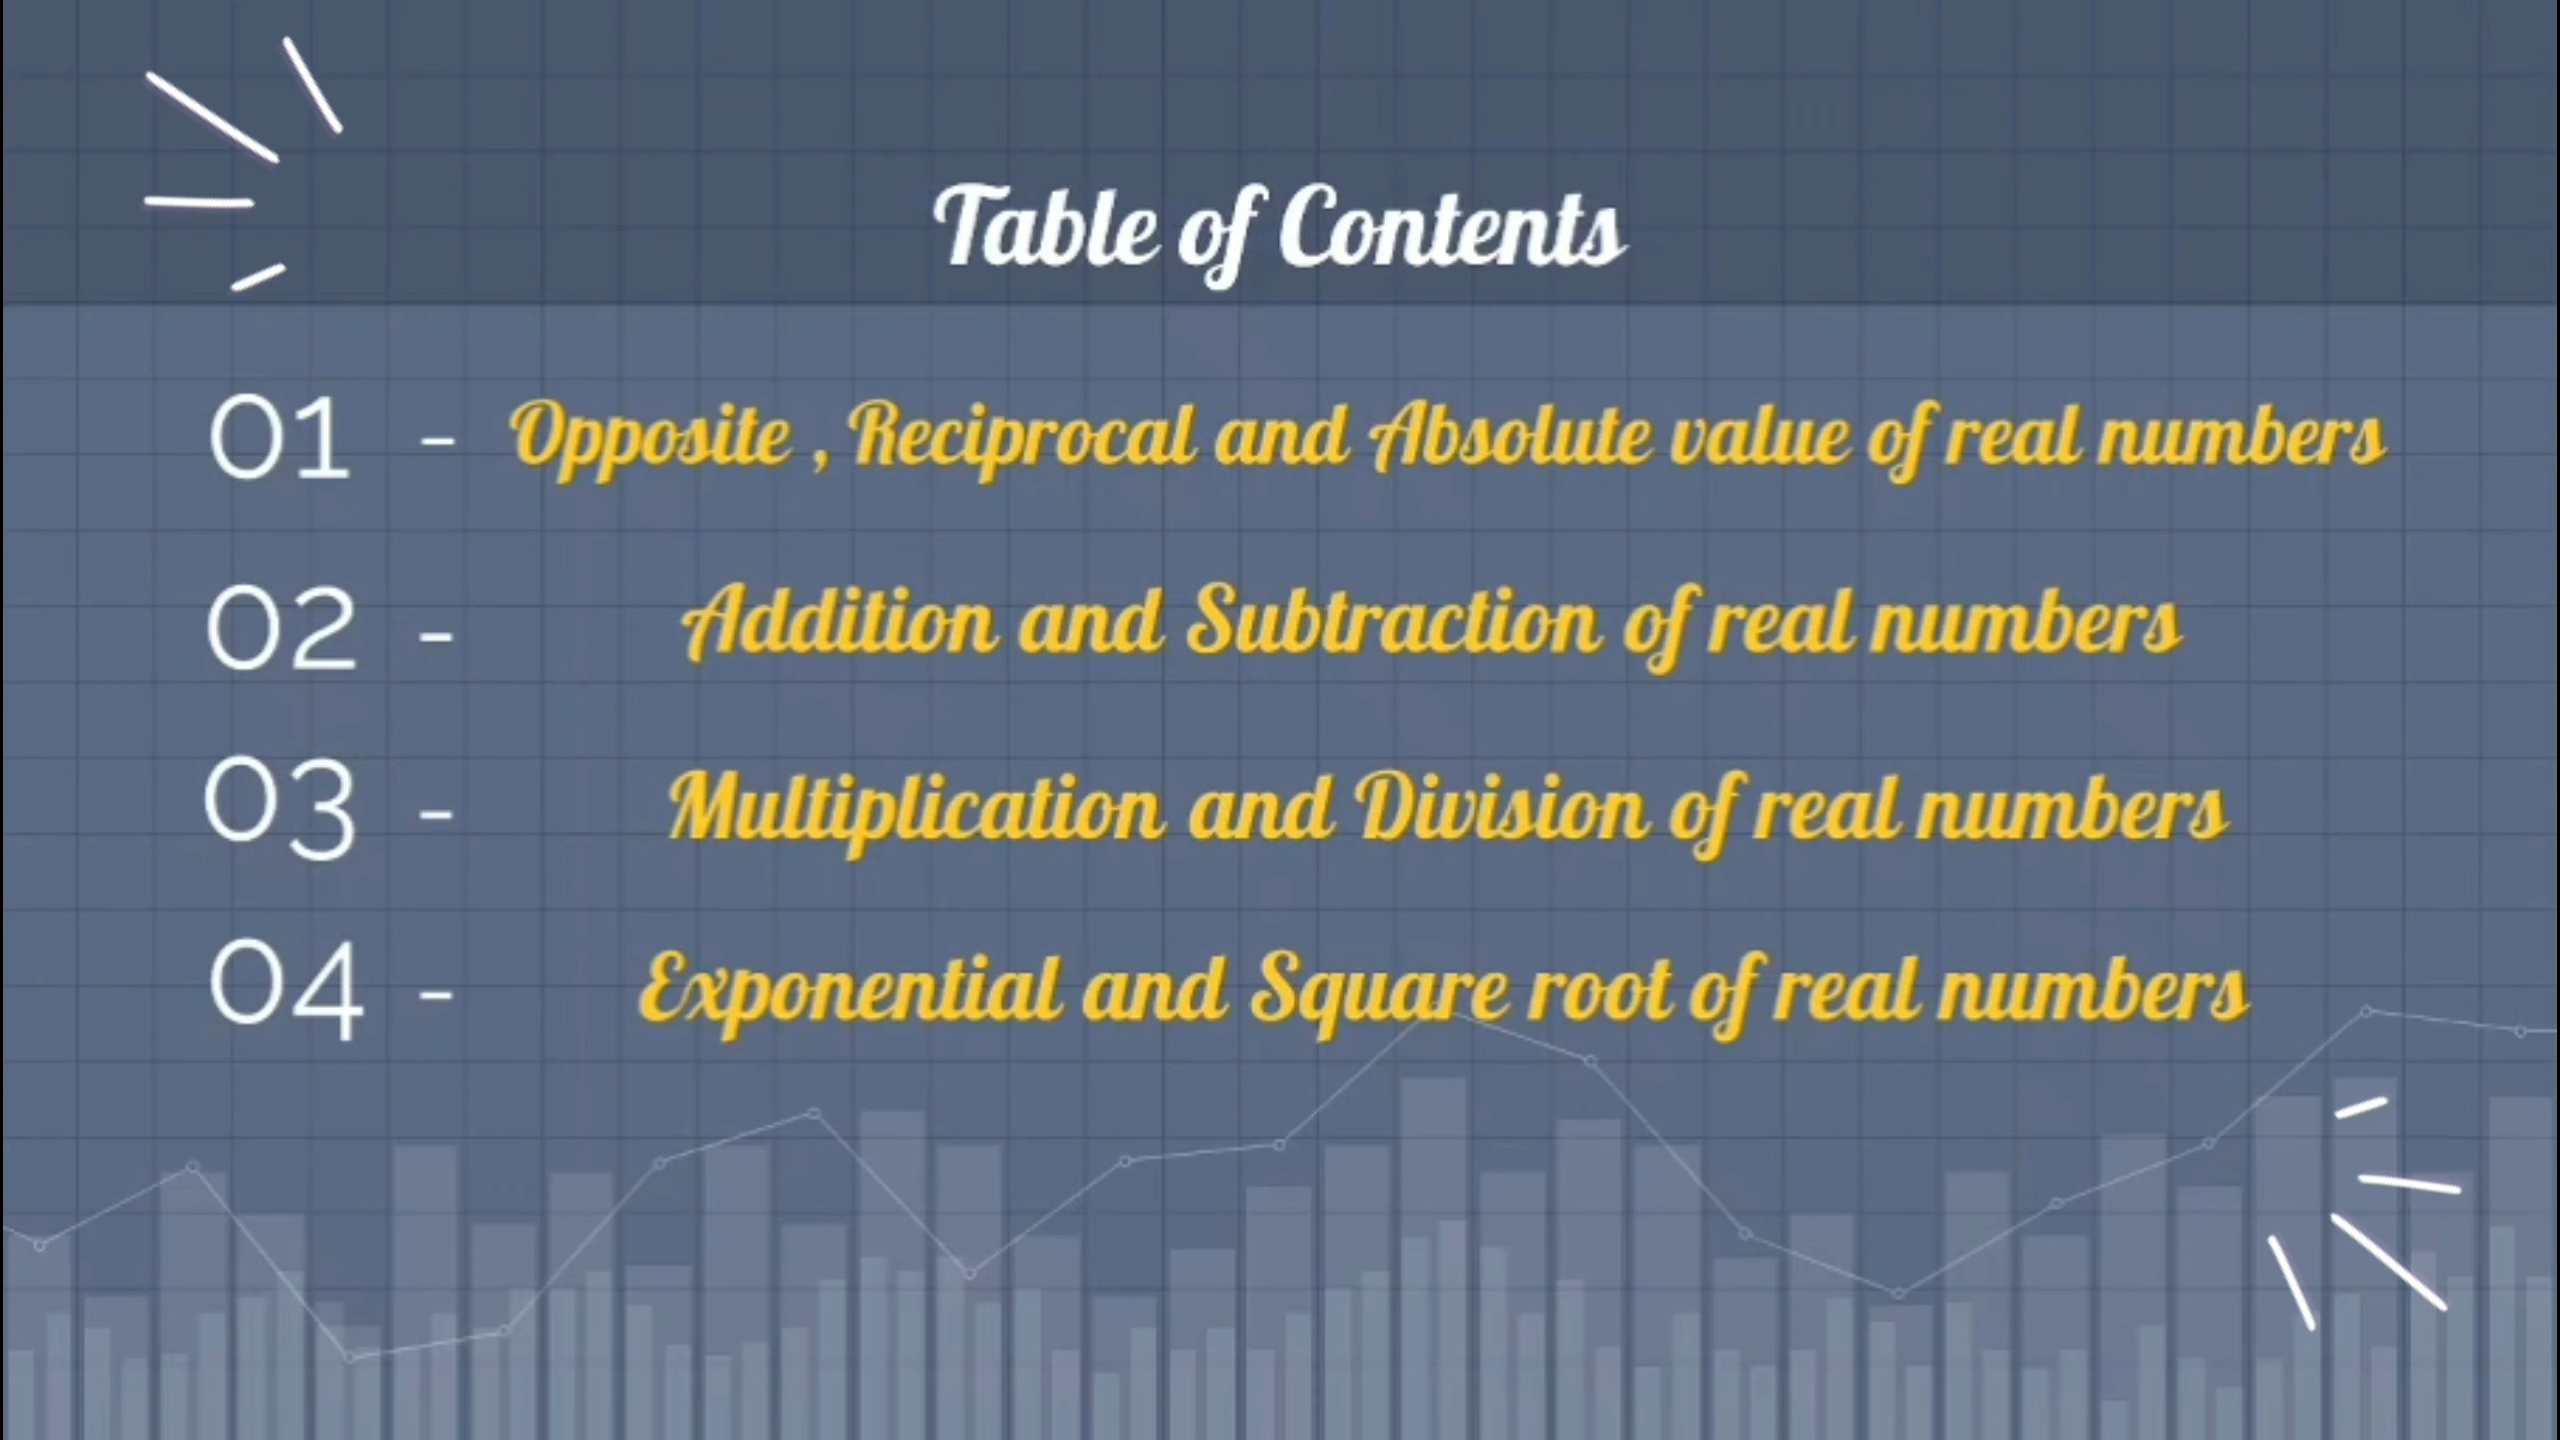 Table of Contents
01 - Opposite , Reciprocal and Absolute value of real numbers
02 - Addition and Subtraction of real numbers
03 - Multiplication and Division of real numbers
04 - Exponential and Square root of real numbers